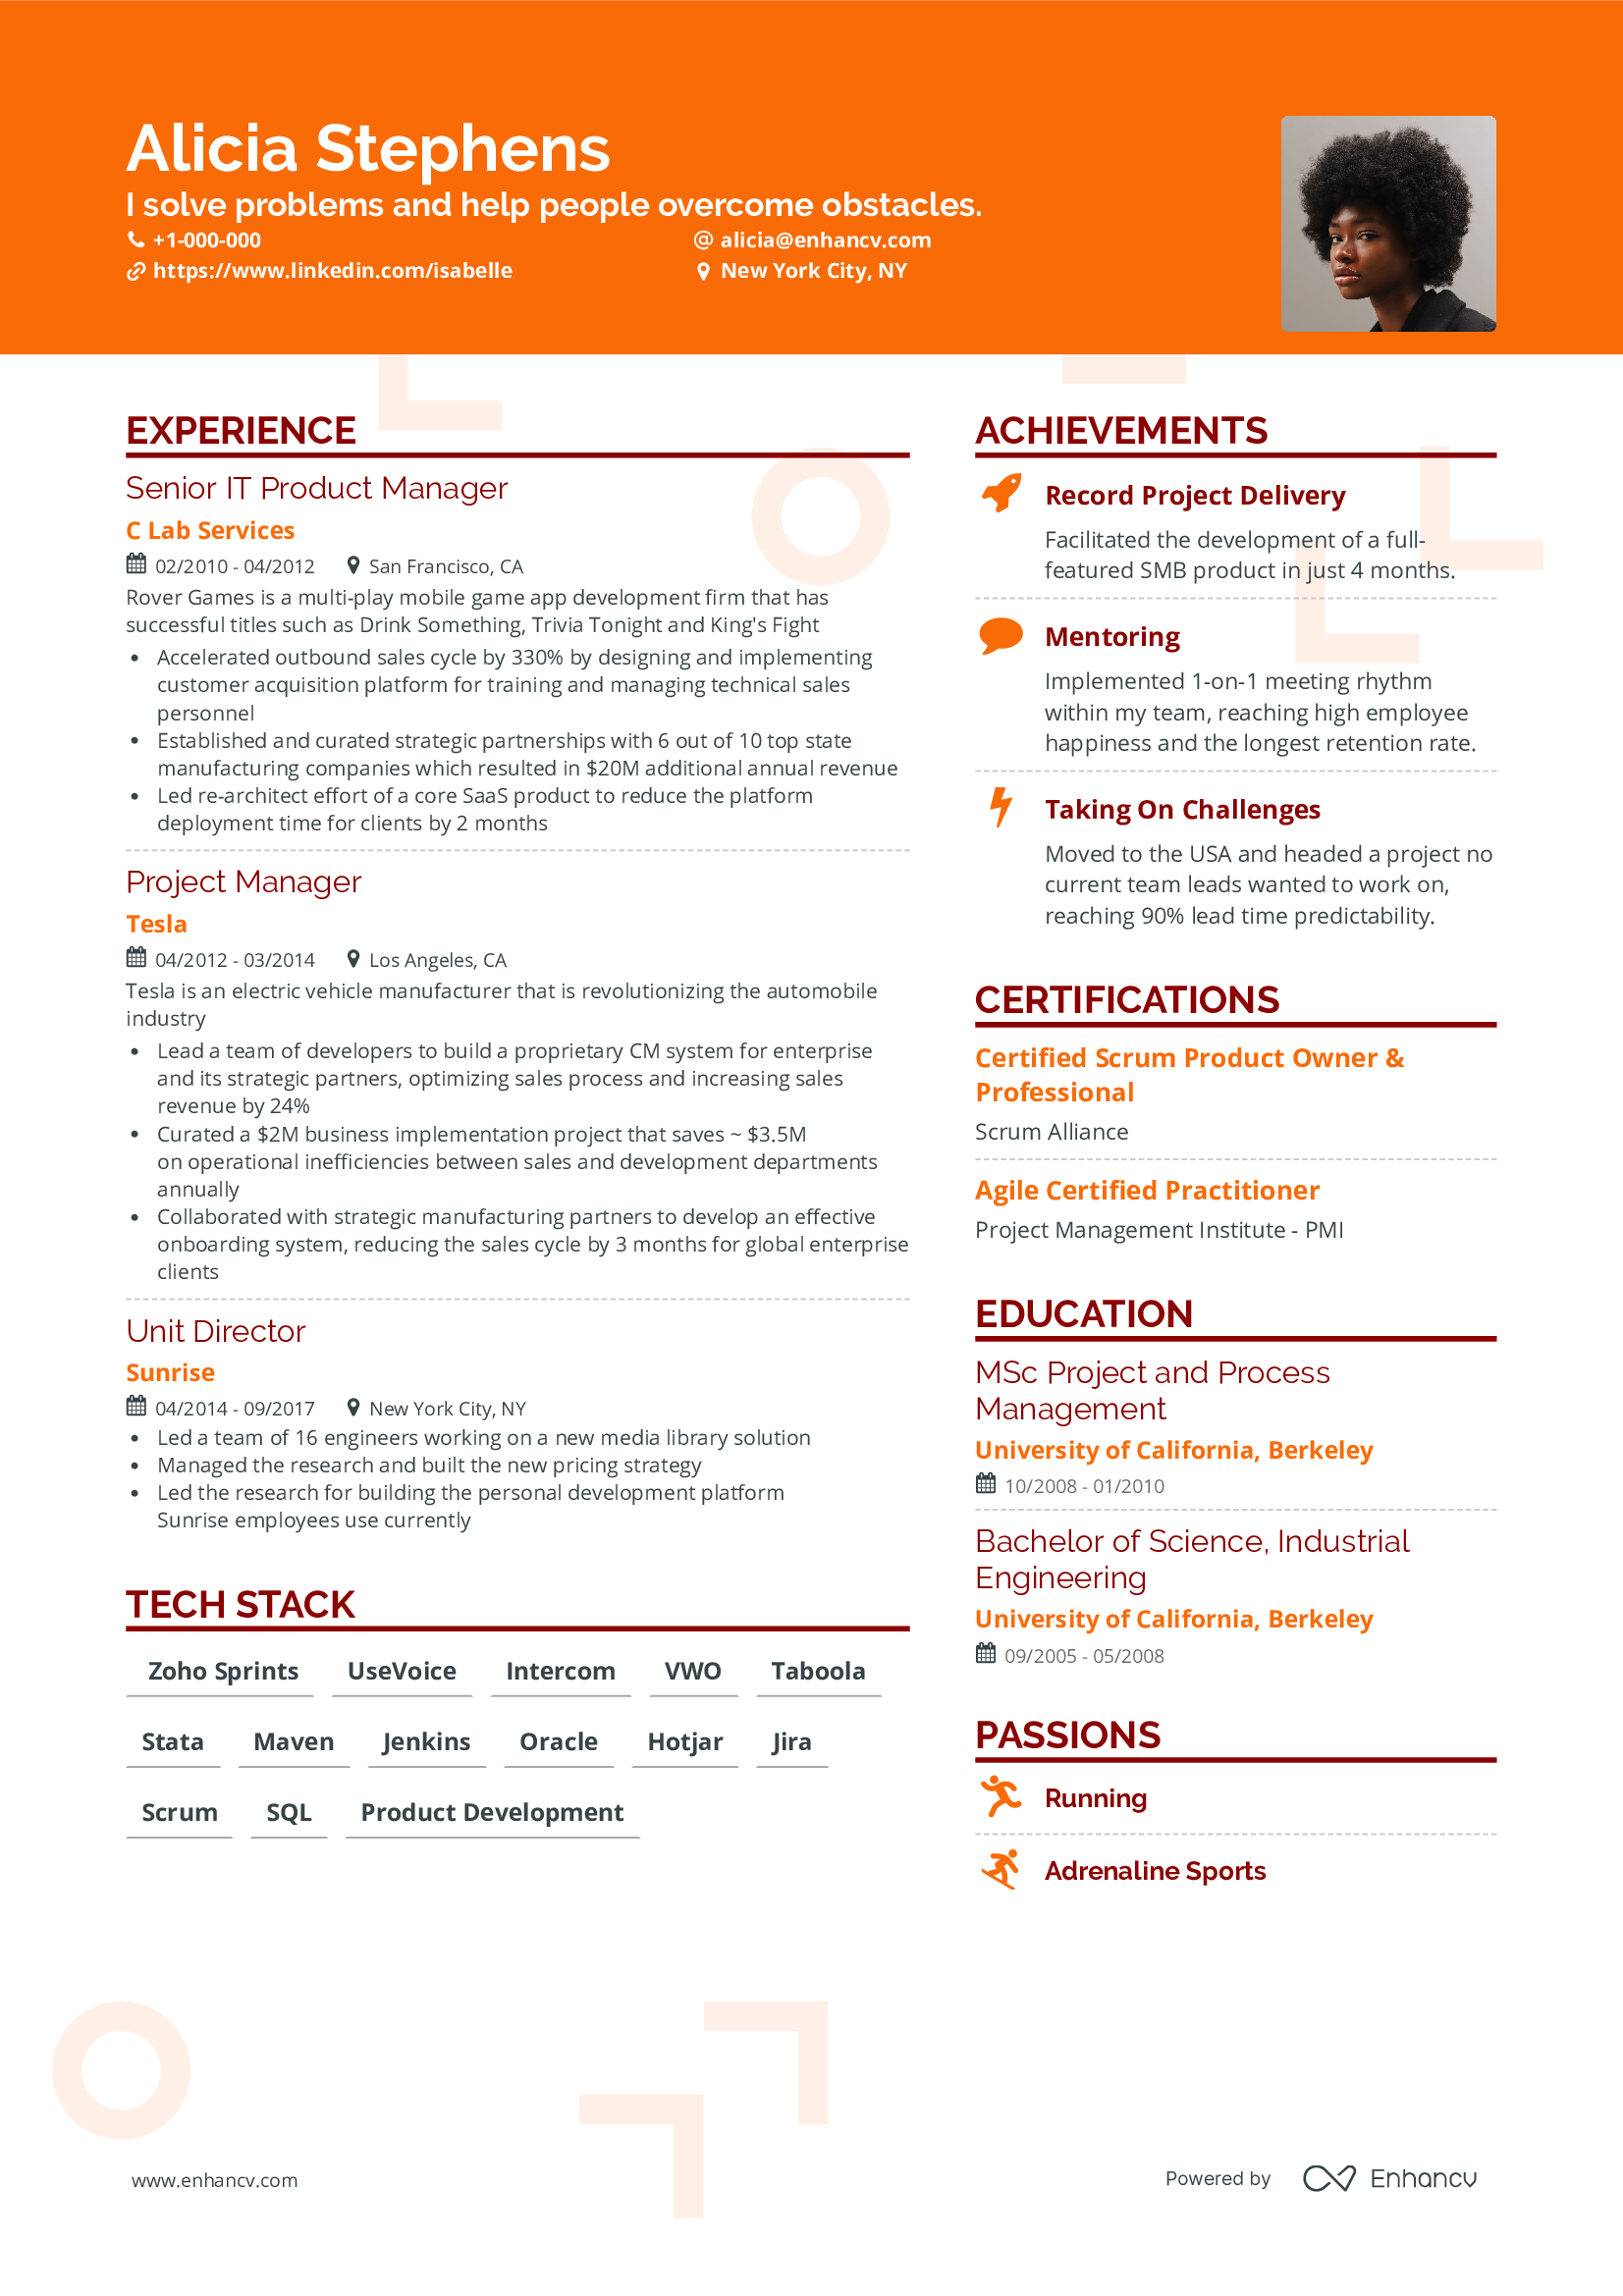 Alicia Stephens
I solve problems and help people overcome obstacles.
+1-000-000
alicia@enhancv.com
https://www.linkedin.com/isabelle
New York City, NY
EXPERIENCE
Senior IT Product Manager
C Lab Services
02/2010 - 04/2012
San Francisco, CA
Rover Games is a multi-play mobile game app development firm that has
successful titles such as Drink Something, Trivia Tonight and King's Fight
• Accelerated outbound sales cycle by 330% by designing and implementing
customer acquisition platform for training and managing technical sales
personnel
• Established and curated strategic partnerships with 6 out of 10 top state
manufacturing companies which resulted in $20M additional annual revenue
• Led re-architect effort of a core SaaS product to reduce the platform
deployment time for clients by 2 months
Project Manager
Tesla
04/2012 - 03/2014
Los Angeles, CA
Tesla is an electric vehicle manufacturer that is revolutionizing the automobile
industry
• Lead a team of developers to build a proprietary CM system for enterprise
and its strategic partners, optimizing sales process and increasing sales
revenue by 24%
• Curated a $2M business implementation project that saves ~ $3.5M
on operational inefficiencies between sales and development departments
annually
• Collaborated with strategic manufacturing partners to develop an effective
onboarding system, reducing the sales cycle by 3 months for global enterprise
clients
Unit Director
Sunrise
04/2014 - 09/2017
New York City, NY
• Led a team of 16 engineers working on a new media library solution
• Managed the research and built the new pricing strategy
• Led the research for building the personal development platform
Sunrise employees use currently
TECH STACK
Zoho Sprints UseVoice Intercom VWO Taboola
Stata Maven Jenkins Oracle Hotjar Jira
Scrum SQL Product Development
ACHIEVEMENTS
Record Project Delivery
Facilitated the development of a full-
featured SMB product in just 4 months.
Mentoring
Implemented 1-on-1 meeting rhythm
within my team, reaching high employee
happiness and the longest retention rate.
Taking On Challenges
Moved to the USA and headed a project no
current team leads wanted to work on,
reaching 90% lead time predictability.
CERTIFICATIONS
Certified Scrum Product Owner &
Professional
Scrum Alliance
Agile Certified Practitioner
Project Management Institute - PMI
EDUCATION
MSc Project and Process
Management
University of California, Berkeley
10/2008 - 01/2010
Bachelor of Science, Industrial
Engineering
University of California, Berkeley
09/2005 - 05/2008
PASSIONS
Running
Adrenaline Sports
www.enhancv.com
Powered by Enhancv